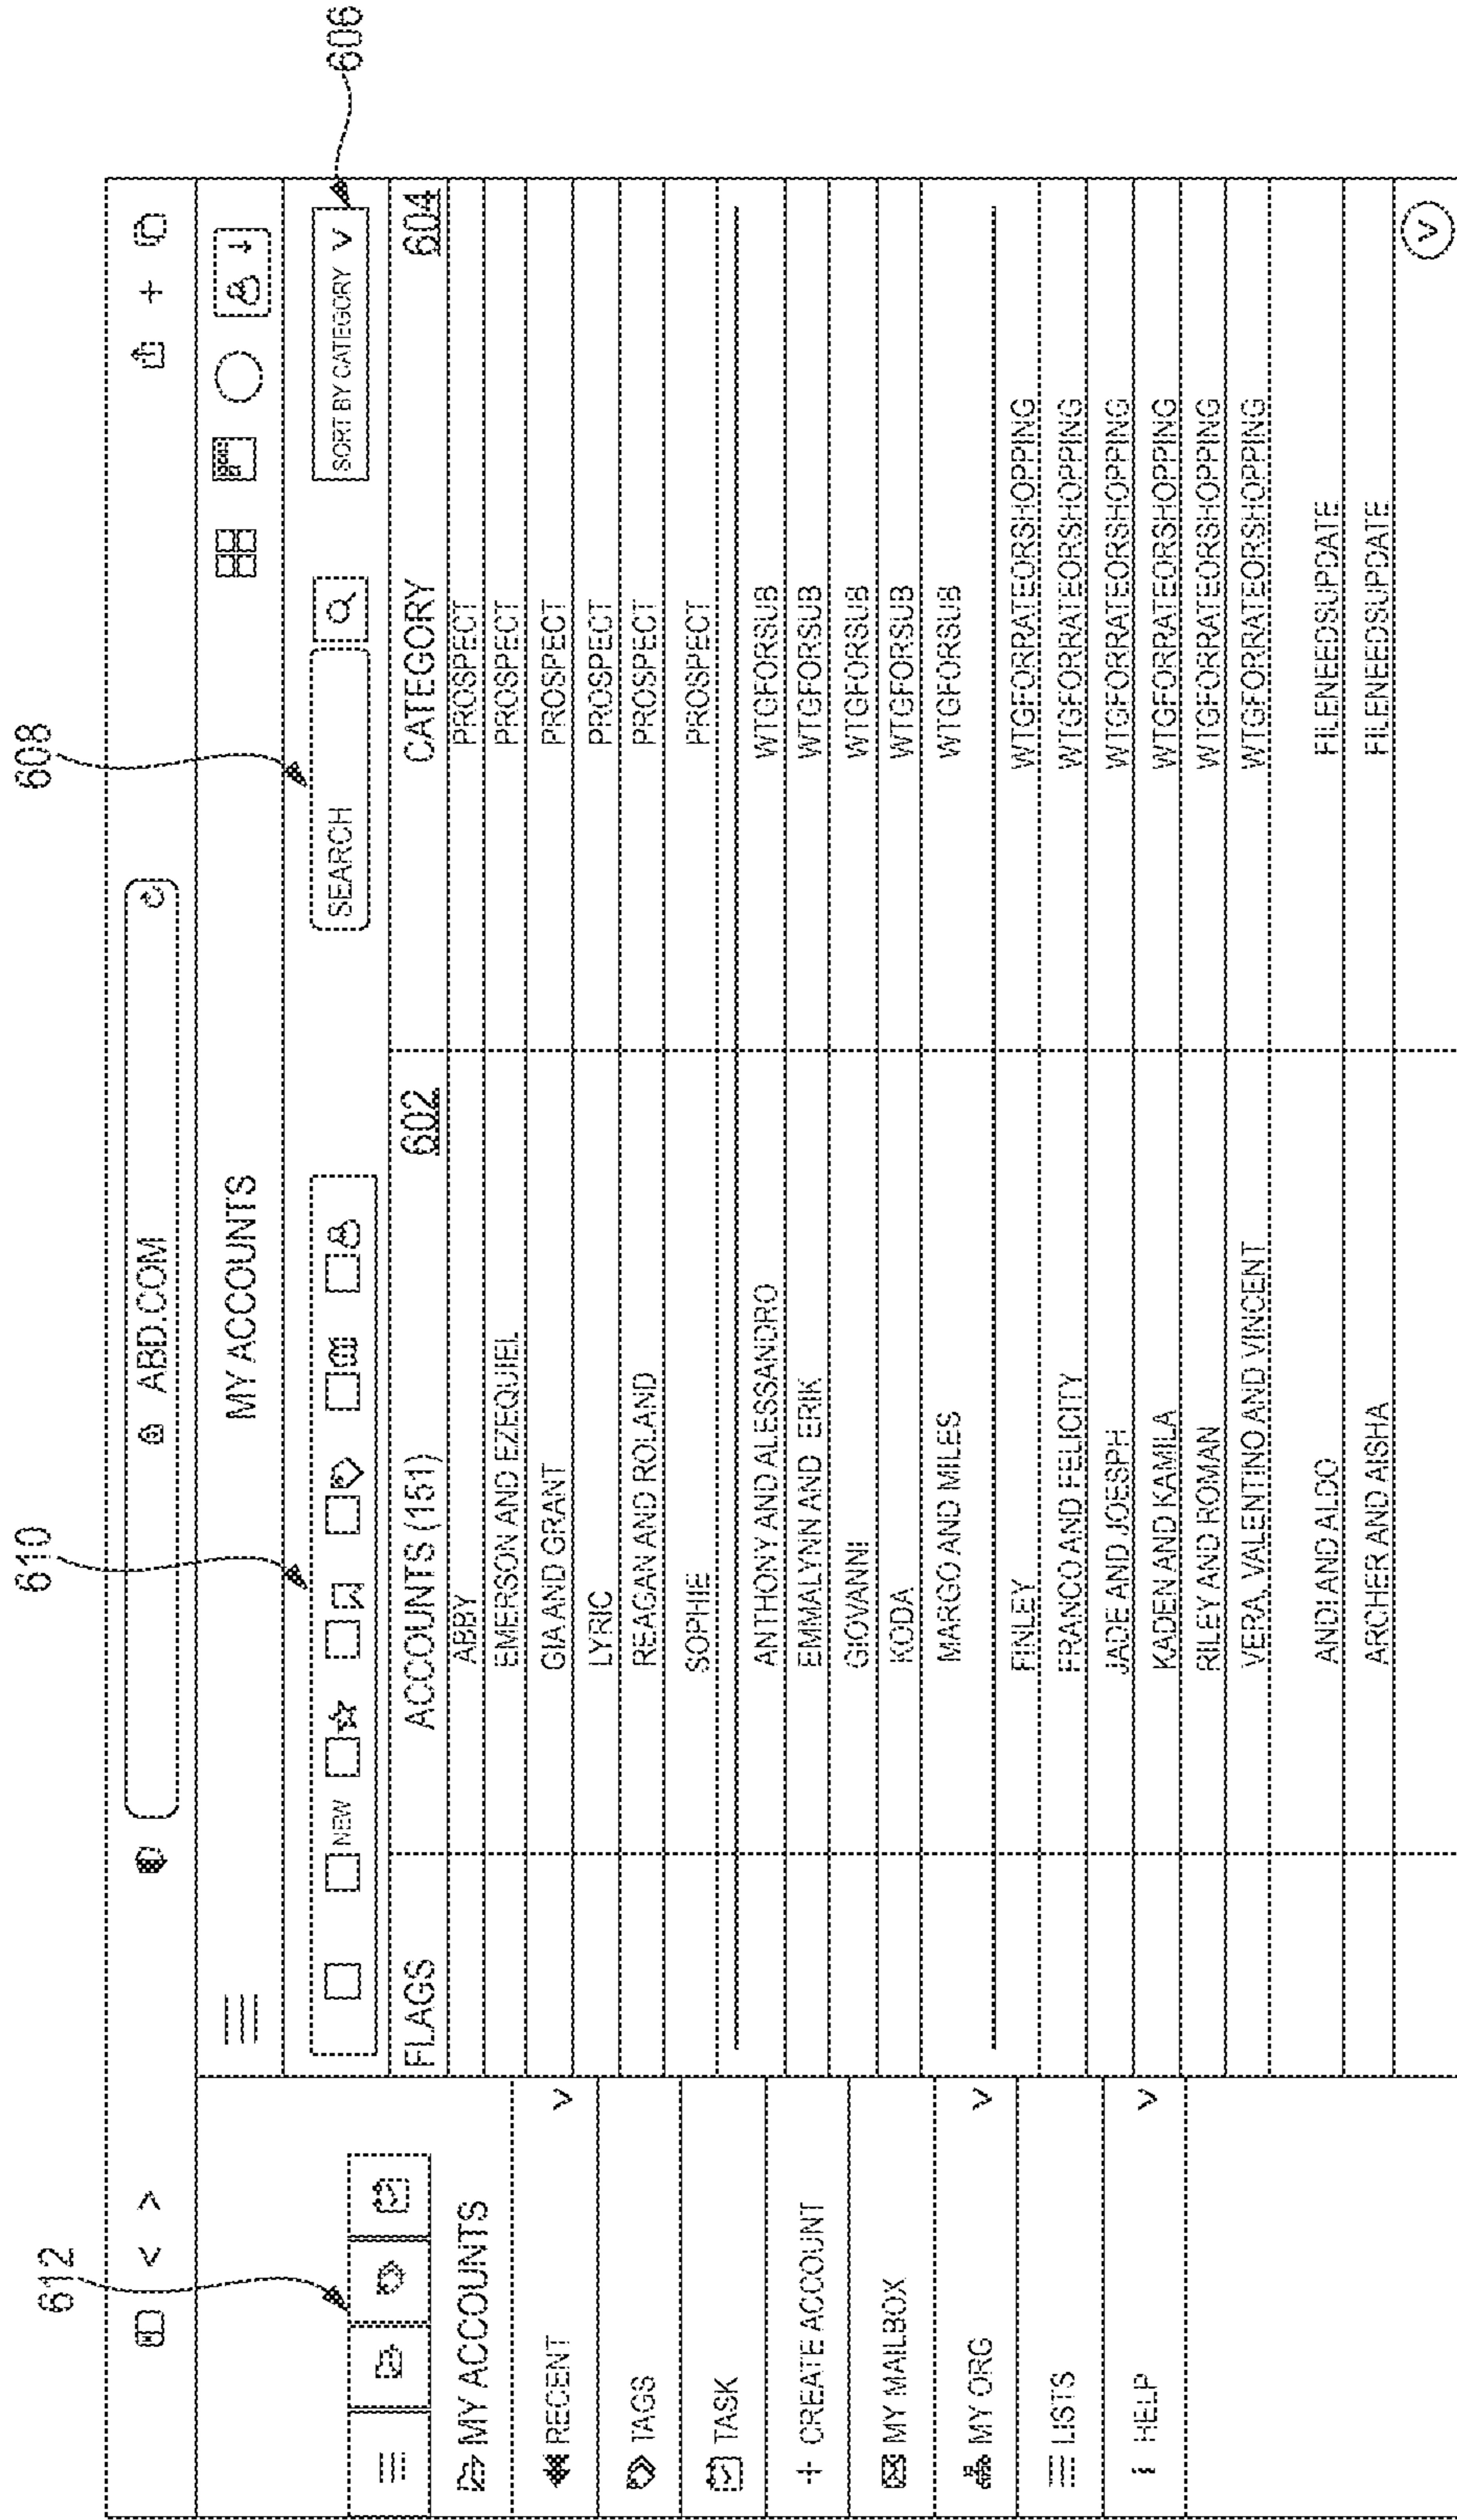 612
610
608
ABD.COM
MY ACCOUNTS
NEW
SEARCH
SORT BY CATEGORY
606
MY ACCOUNTS
RECENT
TAGS
TASK
+ CREATE ACCOUNT
MY MAILBOX
MY ORG
LISTS
HELP
FLAGS ACCOUNTS (151) 602 CATEGORY 604
ABBY PROSPECT
EMERSON AND EZEQUIEL PROSPECT
GIA AND GRANT PROSPECT
LYRIC PROSPECT
REAGAN AND ROLAND PROSPECT
SOPHIE PROSPECT
ANTHONY AND ALESSANDRO WTGFORSUB
EMMALYNN AND ERIK WTGFORSUB
GIOVANNI WTGFORSUB
KODA WTGFORSUB
MARGO AND MILES WTGFORSUB
FINLEY WTGFORRATEORSHOPPING
FRANCO AND FELICITY WTGFORRATEORSHOPPING
JADE AND JOESPH WTGFORRATEORSHOPPING
KADEN AND KAMILA WTGFORRATEORSHOPPING
RILEY AND ROMAN WTGFORRATEORSHOPPING
VERA, VALENTINO AND VINCENT WTGFORRATEORSHOPPING
ANDI AND ALDO FILENEEDSUPDATE
ARCHER AND AISHA FILENEEDSUPDATE